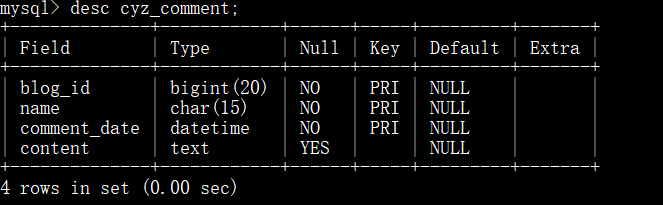 mysql> desc cyz_comment;
+--------------+------------+------+-----+---------+-------+
| Field        | Type       | Null | Key | Default | Extra |
+--------------+------------+------+-----+---------+-------+
| blog_id      | bigint(20) | NO   | PRI | NULL    |       |
| name         | char(15)   | NO   | PRI | NULL    |       |
| comment_date | datetime   | NO   | PRI | NULL    |       |
| content      | text       | YES  |     | NULL    |       |
+--------------+------------+------+-----+---------+-------+
4 rows in set (0.00 sec)